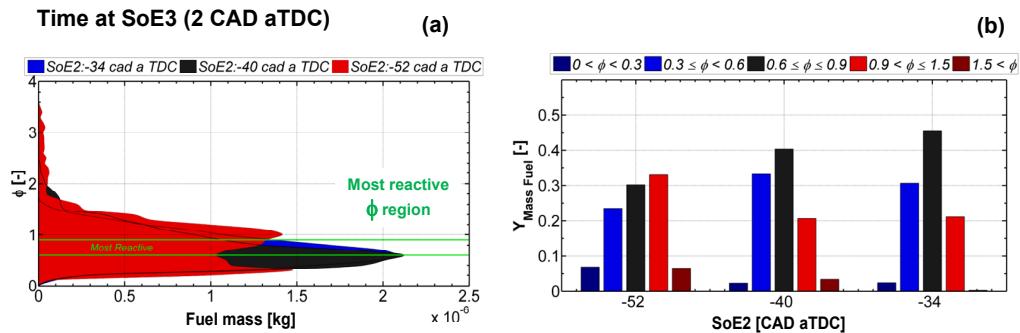 Time at SoE3 (2 CAD aTDC)
(a)
SoE2:-34 cad a TDC SoE2:-40 cad a TDC SoE2:-52 cad a TDC
ϕ [-]
4
3
2
1
0
Most reactive
ϕ
region
Most Reactive
0 0.5 1 1.5 2 2.5
Fuel mass [kg]
x 10⁻⁶
(b)
0 < ϕ < 0.3 0.3 ≤ ϕ < 0.6 0.6 ≤ ϕ ≤ 0.9 0.9 < ϕ ≤ 1.5 1.5 < ϕ
Y Mass Fuel [-]
0.5
0.4
0.3
0.2
0.1
0
-52 -40 -34
SoE2 [CAD aTDC]